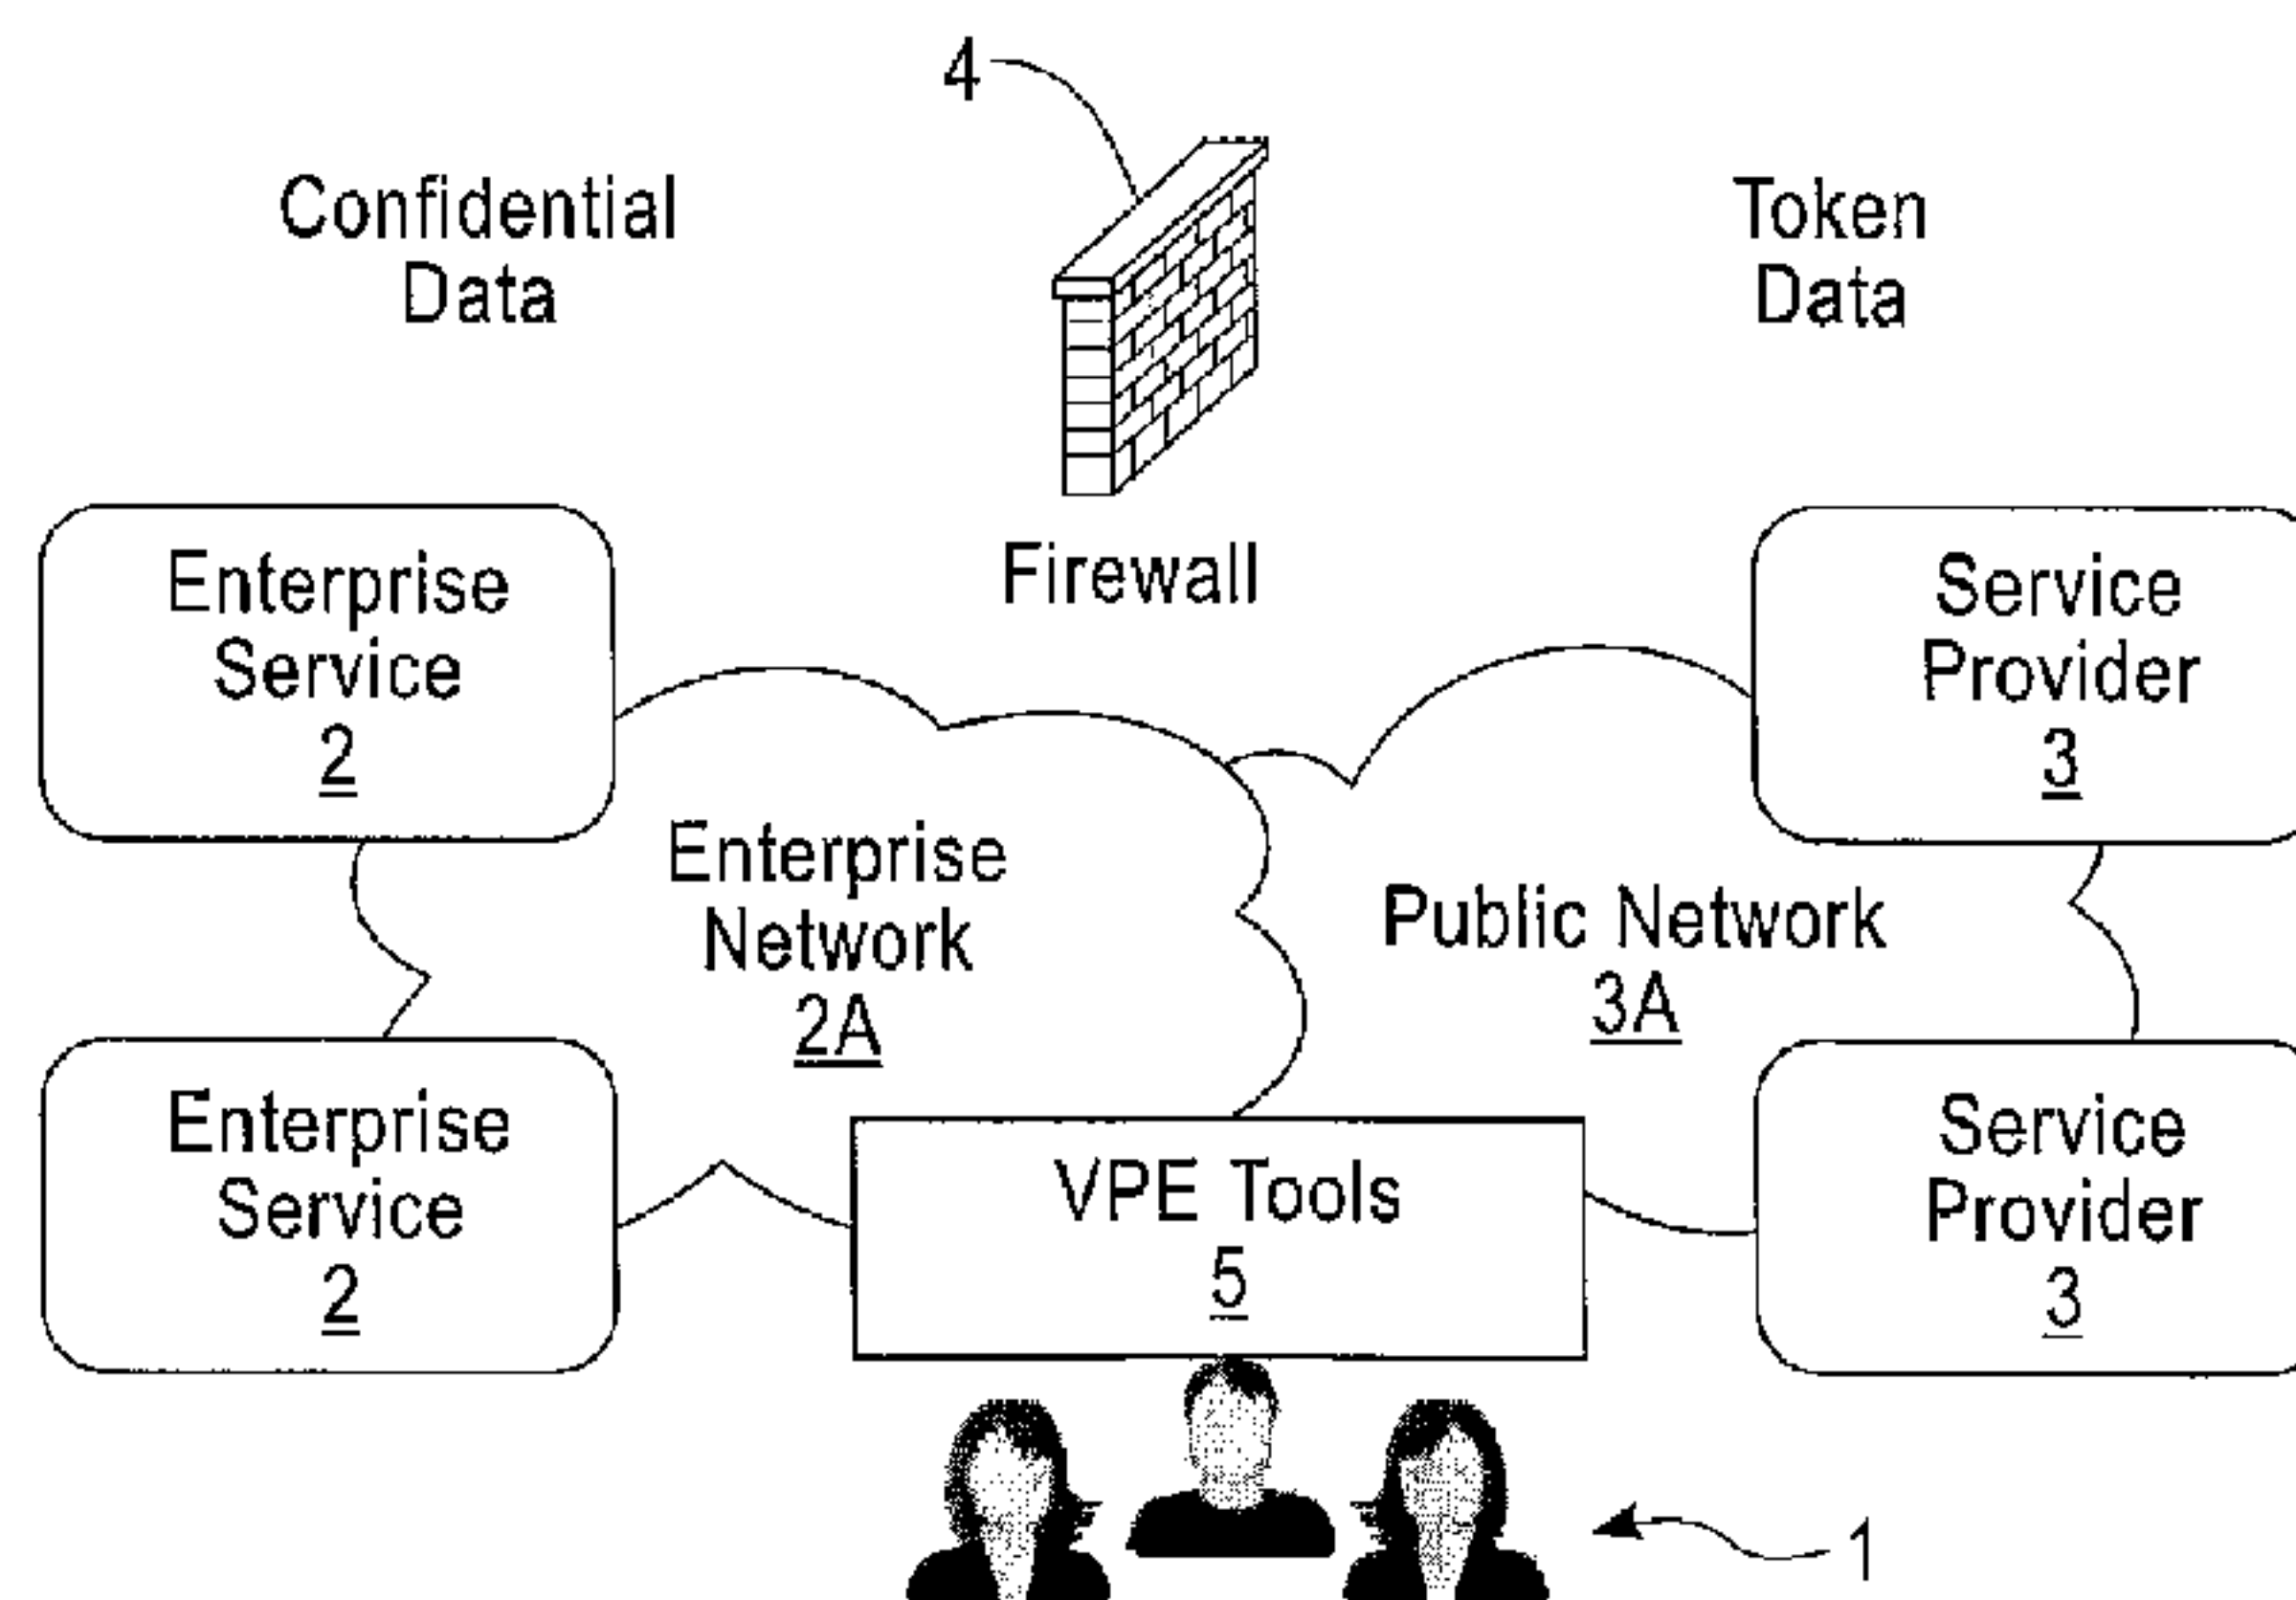 4
Confidential
Data
Token
Data
Firewall
Enterprise
Service
2
Service
Provider
3
Enterprise
Network
2A
Public Network
3A
Enterprise
Service
2
VPE Tools
5
Service
Provider
3
1